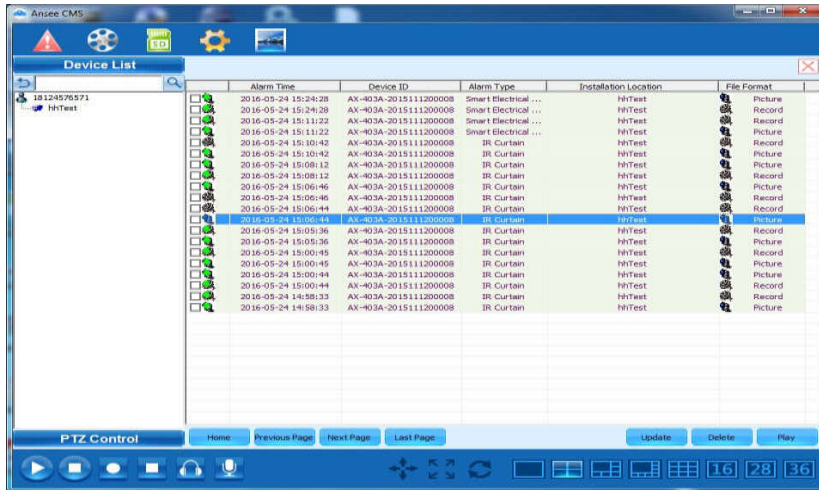 Ansee CMS
SD
Device List
Alarm Time Device ID Alarm Type Installation Location File Format
18124576571
hhTest
2016-05-24 15:24:28 AX-403A-2015111200008 Smart Electrical ... hhTest Picture
2016-05-24 15:24:28 AX-403A-2015111200008 Smart Electrical ... hhTest Record
2016-05-24 15:11:22 AX-403A-2015111200008 Smart Electrical ... hhTest Record
2016-05-24 15:11:22 AX-403A-2015111200008 Smart Electrical ... hhTest Picture
2016-05-24 15:10:42 AX-403A-2015111200008 IR Curtain hhTest Record
2016-05-24 15:10:42 AX-403A-2015111200008 IR Curtain hhTest Picture
2016-05-24 15:08:12 AX-403A-2015111200008 IR Curtain hhTest Picture
2016-05-24 15:08:12 AX-403A-2015111200008 IR Curtain hhTest Record
2016-05-24 15:06:46 AX-403A-2015111200008 IR Curtain hhTest Picture
2016-05-24 15:06:46 AX-403A-2015111200008 IR Curtain hhTest Record
2016-05-24 15:06:44 AX-403A-2015111200008 IR Curtain hhTest Record
2016-05-24 15:06:44 AX-403A-2015111200008 IR Curtain hhTest Picture
2016-05-24 15:05:36 AX-403A-2015111200008 IR Curtain hhTest Record
2016-05-24 15:05:36 AX-403A-2015111200008 IR Curtain hhTest Picture
2016-05-24 15:00:45 AX-403A-2015111200008 IR Curtain hhTest Record
2016-05-24 15:00:45 AX-403A-2015111200008 IR Curtain hhTest Picture
2016-05-24 15:00:44 AX-403A-2015111200008 IR Curtain hhTest Picture
2016-05-24 15:00:44 AX-403A-2015111200008 IR Curtain hhTest Record
2016-05-24 14:58:33 AX-403A-2015111200008 IR Curtain hhTest Record
2016-05-24 14:58:33 AX-403A-2015111200008 IR Curtain hhTest Picture
PTZ Control
Home Previous Page Next Page Last Page Update Delete Play
16 28 36